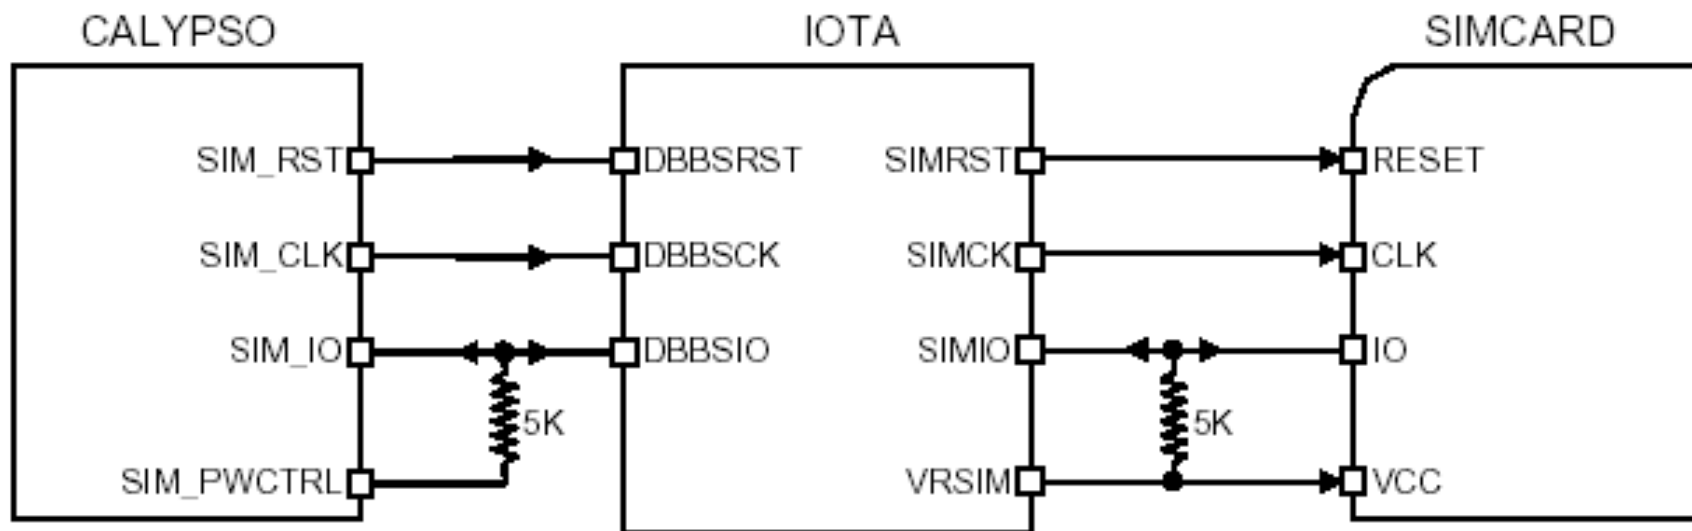 CALYPSO IOTA SIMCARD
SIM_RST DBBSRST SIMRST RESET
SIM_CLK DBBSCK SIMCK CLK
SIM_IO DBBSIO SIMIO IO
5K 5K
SIM_PWCTRL VRSIM VCC